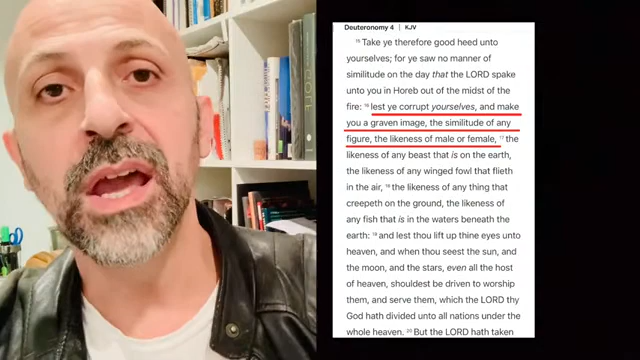 Deuteronomy 4 | KJV
15 Take ye therefore good heed unto
yourselves; for ye saw no manner of
similitude on the day that the LORD spake
unto you in Horeb out of the midst of the
fire: 16 lest ye corrupt yourselves, and make
you a graven image, the similitude of any
figure, the likeness of male or female, 17 the
likeness of any beast that is on the earth,
the likeness of any winged fowl that flieth
in the air, 18 the likeness of any thing that
creepeth on the ground, the likeness of
any fish that is in the waters beneath the
earth: 19 and lest thou lift up thine eyes unto
heaven, and when thou seest the sun, and
the moon, and the stars, even all the host
of heaven, shouldest be driven to worship
them, and serve them, which the LORD thy
God hath divided unto all nations under the
whole heaven. 20 But the LORD hath taken